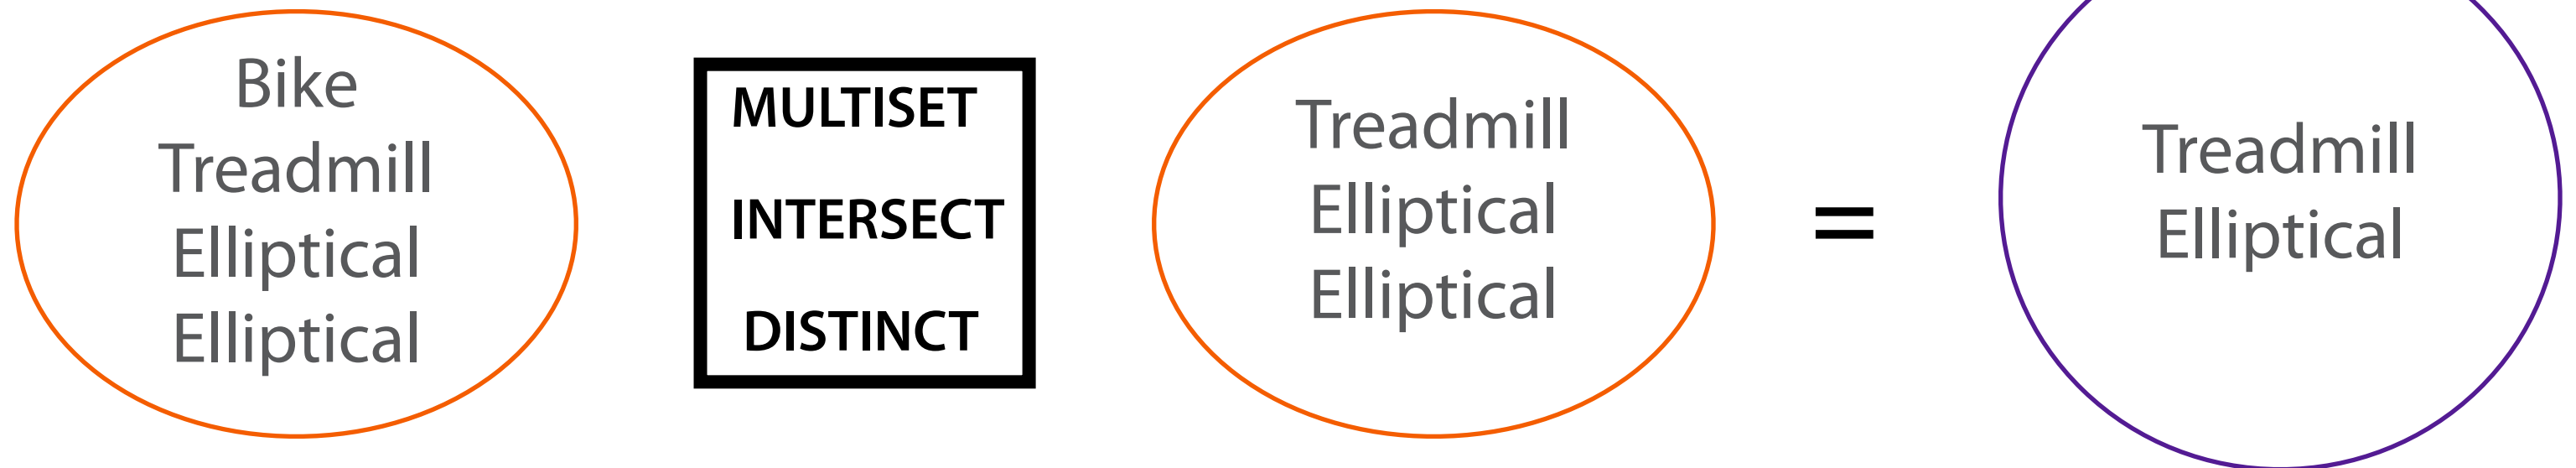 Bike
Treadmill
Elliptical
Elliptical
MULTISET
INTERSECT
DISTINCT
Treadmill
Elliptical
Elliptical
=
Treadmill
Elliptical